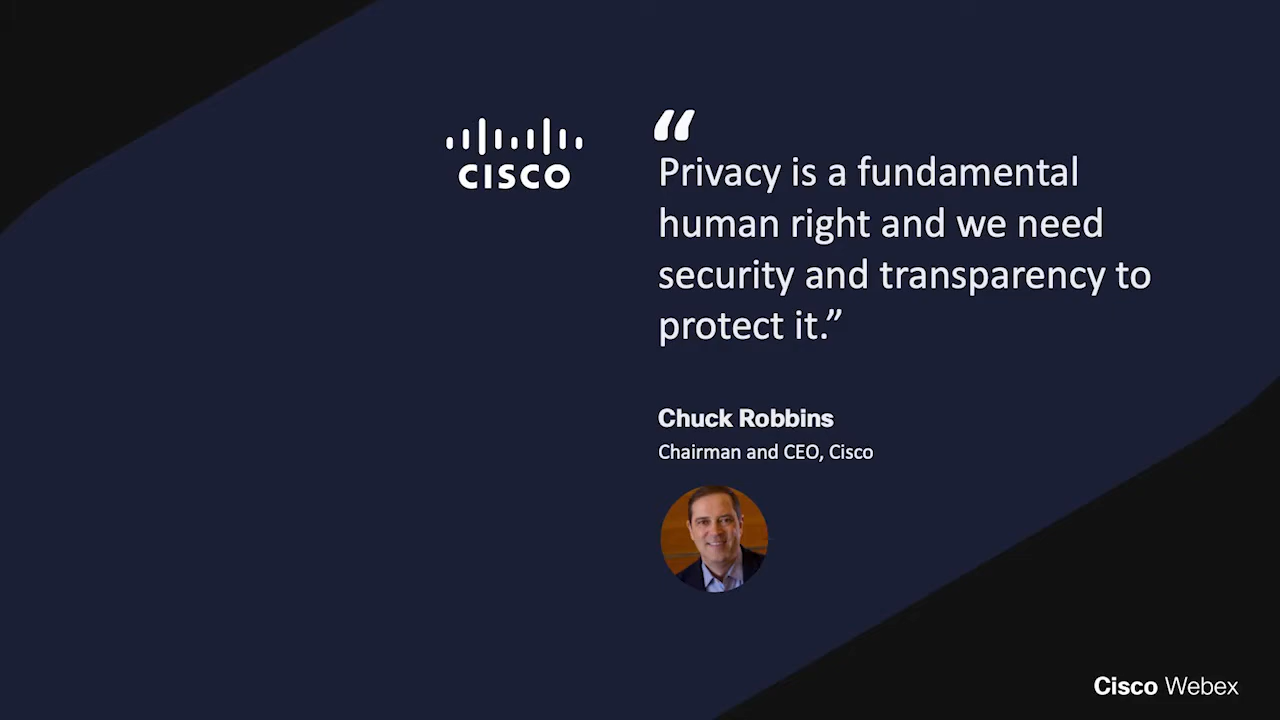 CISCO
“
Privacy is a fundamental
human right and we need
security and transparency to
protect it.”
Chuck Robbins
Chairman and CEO, Cisco
Cisco Webex